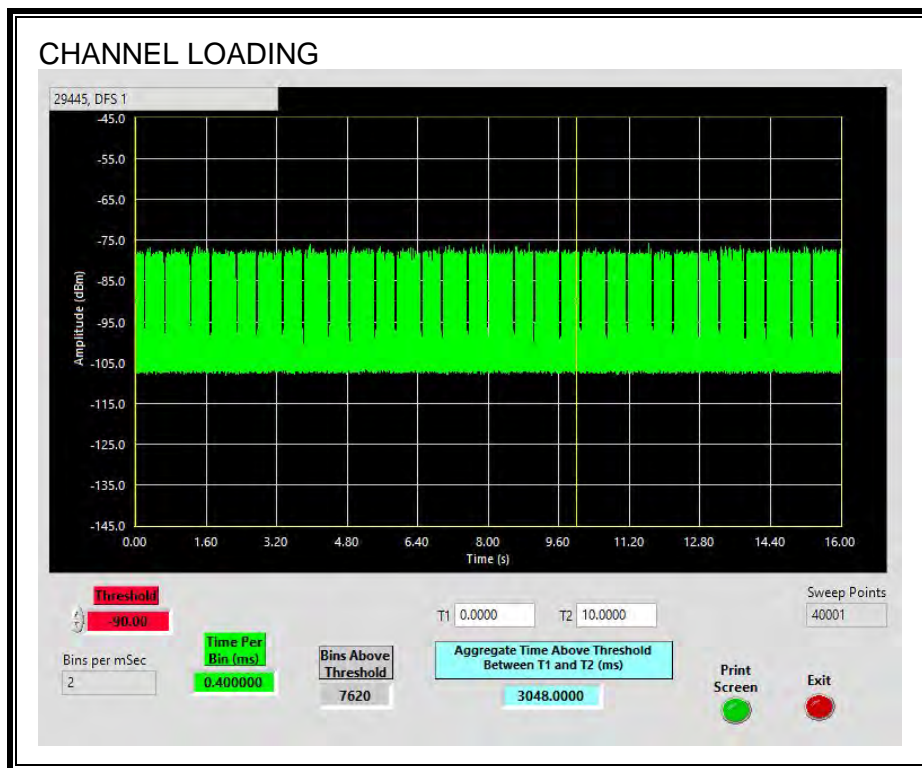 CHANNEL LOADING
29445, DFS 1
-45.0
-55.0
-65.0
-75.0
-85.0
-95.0
-105.0
-115.0
-125.0
-135.0
-145.0
Amplitude (dBm)
0.00 1.60 3.20 4.80 6.40 8.00 9.60 11.20 12.80 14.40 16.00
Time (s)
Threshold
-90.00
Bins per mSec
2
Time Per
Bin (ms)
0.400000
Bins Above
Threshold
7620
T1 0.0000 T2 10.0000
Aggregate Time Above Threshold
Between T1 and T2 (ms)
3048.0000
Sweep Points
40001
Print
Screen
Exit